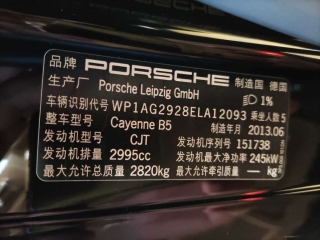 品牌 PORSCHE 制造国 德国
生产厂 Porsche Leipzig GmbH 1%
车辆识别代号 WP1AG2928ELA12093 乘坐人数 5
整车型号 Cayenne B5 制造年月 2013.06
发动机型号 CJT 发动机序列号 151738
发动机排量 2995cc 发动机最大净功率 245kW
最大允许总质量 2820kg 最大允许牵引质量 — kg